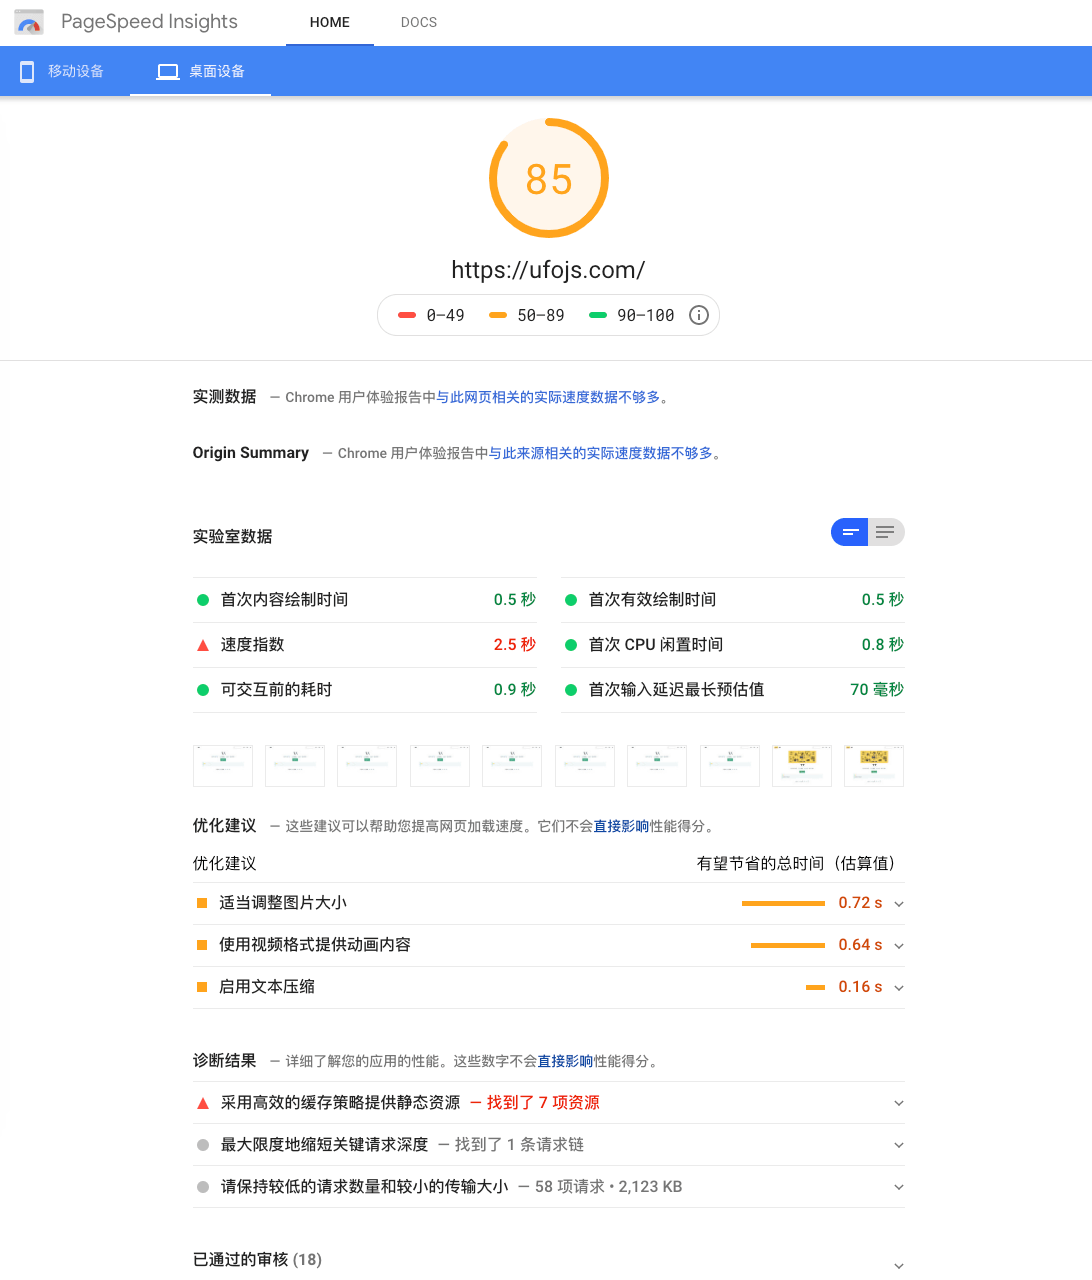 PageSpeed Insights HOME DOCS
移动设备 桌面设备
85
https://ufojs.com/
0–49 50–89 90–100
实测数据 — Chrome 用户体验报告中与此网页相关的实际速度数据不够多。
Origin Summary — Chrome 用户体验报告中与此来源相关的实际速度数据不够多。
实验室数据
首次内容绘制时间 0.5 秒
首次有效绘制时间 0.5 秒
速度指数 2.5 秒
首次 CPU 闲置时间 0.8 秒
可交互前的耗时 0.9 秒
首次输入延迟最长预估值 70 毫秒
优化建议 — 这些建议可以帮助您提高网页加载速度。它们不会直接影响性能得分。
优化建议 有望节省的总时间（估算值）
适当调整图片大小 0.72 s
使用视频格式提供动画内容 0.64 s
启用文本压缩 0.16 s
诊断结果 — 详细了解您的应用的性能。这些数字不会直接影响性能得分。
采用高效的缓存策略提供静态资源 — 找到了 7 项资源
最大限度地缩短关键请求深度 — 找到了 1 条请求链
请保持较低的请求数量和较小的传输大小 — 58 项请求 • 2,123 KB
已通过的审核 (18)